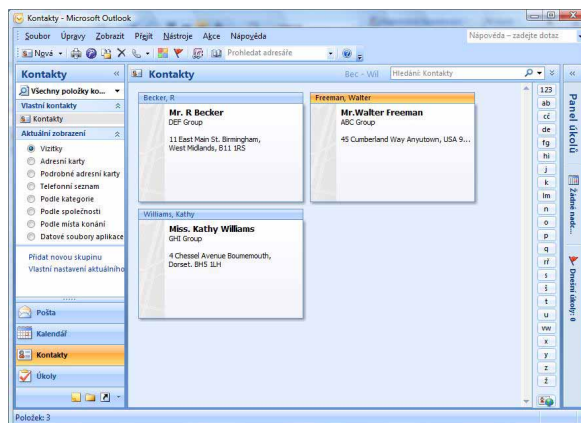 Kontakty - Microsoft Outlook
Soubor Úpravy Zobrazit Přejít Nástroje Akce Nápověda
Nápověda – zadejte dotaz
Nová
Prohledat adresáře
Kontakty «
Všechny položky ko...
Vlastní kontakty
Kontakty
Aktuální zobrazení
Vizitky
Adresní karty
Podrobné adresní karty
Telefonní seznam
Podle kategorie
Podle společnosti
Podle místa konání
Datové soubory aplikace
Přidat novou skupinu
Vlastní nastavení aktuálního
Pošta
Kalendář
Kontakty
Úkoly
Kontakty
Bec - Wil
Hledání: Kontakty
Becker, R
Mr. R Becker
DEF Group
11 East Main St. Birmingham,
West Midlands, B11 1RS
Freeman, Walter
Mr.Walter Freeman
ABC Group
45 Cumberland Way Anyutown, USA 9...
Williams, Kathy
Miss. Kathy Williams
GHI Group
4 Chessel Avenue Boumemouth,
Dorset. BH5 1LH
123
ab
cč
de
fg
hi
j
k
lm
n
o
p
q
rř
s
š
t
u
vw
x
y
z
ž
«
Panel úkolů
Dnešní úkoly: 0
Položek: 3